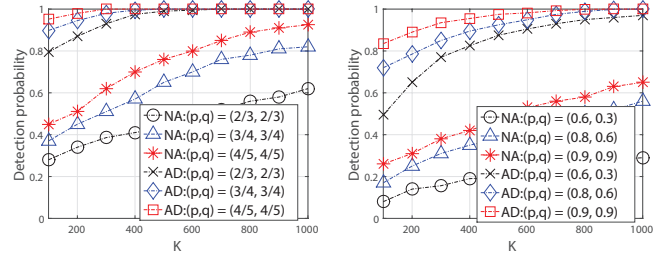 Detection probability
1
0.8
0.6
0.4
0.2
0
200 400 600 800 1000
K
NA:(p,q) = (2/3, 2/3)
NA:(p,q) = (3/4, 3/4)
NA:(p,q) = (4/5, 4/5)
AD:(p,q) = (2/3, 2/3)
AD:(p,q) = (3/4, 3/4)
AD:(p,q) = (4/5, 4/5)
Detection probability
1
0.8
0.6
0.4
0.2
0
200 400 600 800 1000
K
NA:(p,q) = (0.6, 0.3)
NA:(p,q) = (0.8, 0.6)
NA:(p,q) = (0.9, 0.9)
AD:(p,q) = (0.6, 0.3)
AD:(p,q) = (0.8, 0.6)
AD:(p,q) = (0.9, 0.9)